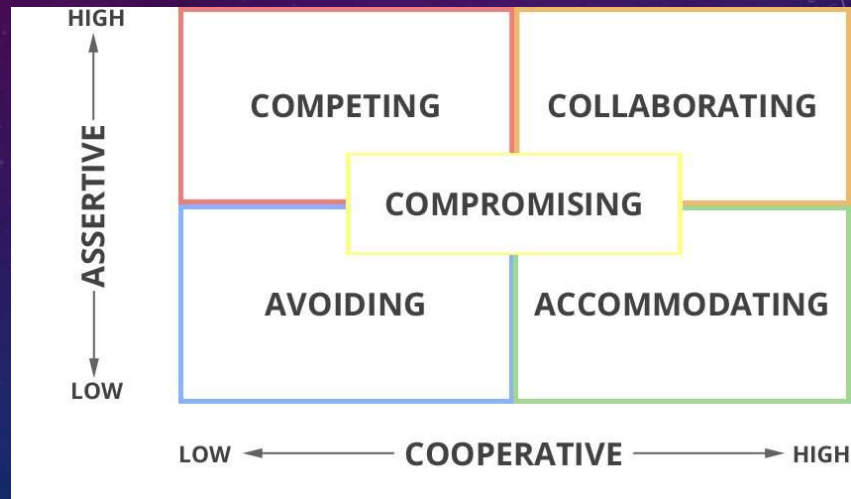 HIGH
ASSERTIVE
LOW
COMPETING
COLLABORATING
COMPROMISING
AVOIDING
ACCOMMODATING
LOW
COOPERATIVE
HIGH